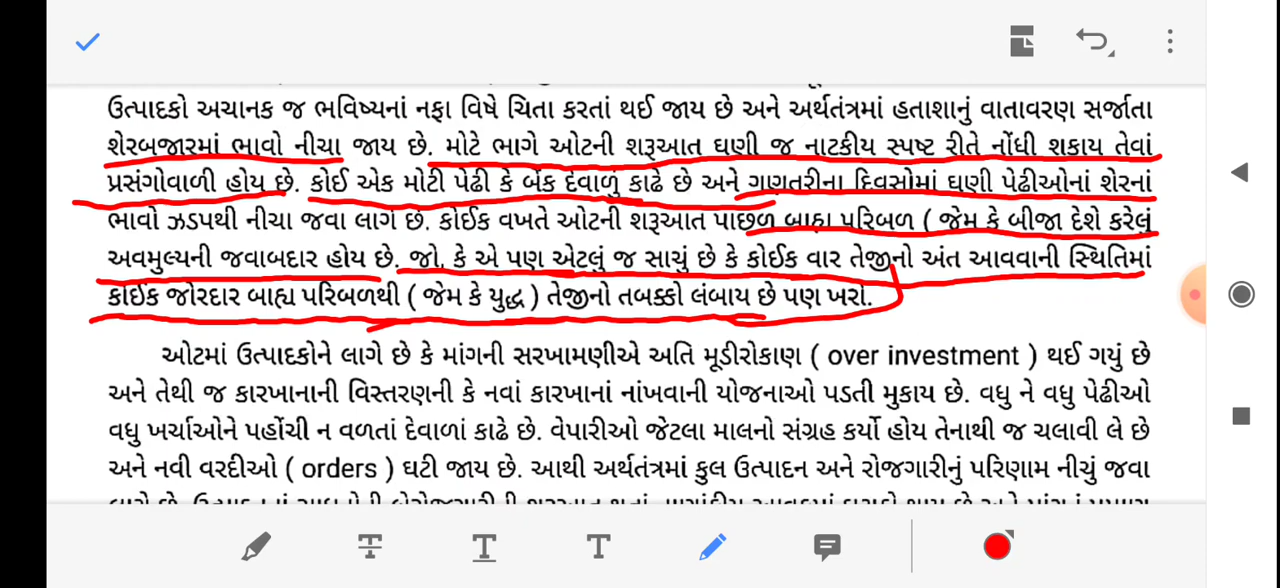 ઉત્પાદકો અચાનક જ ભવિષ્યનાં નફા વિષે ચિતા કરતાં થઈ જાય છે અને અર્થતંત્રમાં હતાશાનું વાતાવરણ સર્જાતા
શેરબજારમાં ભાવો નીચા જાય છે. મોટે ભાગે ઓટની શરૂઆત ઘણી જ નાટકીય સ્પષ્ટ રીતે નોંધી શકાય તેવાં
પ્રસંગોવાળી હોય છે. કોઈ એક મોટી પેઢી કે બેંક દેવાળું કાઢે છે અને ગણતરીના દિવસોમાં ઘણી પેઢીઓનાં શેરનાં
ભાવો ઝડપથી નીચા જવા લાગે છે. કોઈક વખતે ઓટની શરૂઆત પાછળ બાહ્ય પરિબળ ( જેમ કે બીજા દેશે કરેલું
અવમુલ્યની જવાબદાર હોય છે. જો કે એ પણ એટલું જ સાચું છે કે કોઈક વાર તેજીનો અંત આવવાની સ્થિતિમાં
કોઈક જોરદાર બાહ્ય પરિબળથી ( જેમ કે યુદ્ધ ) તેજીનો તબક્કો લંબાય છે પણ ખરો.
ઓટમાં ઉત્પાદકોને લાગે છે કે માંગની સરખામણીએ અતિ મૂડીરોકાણ ( over investment ) થઈ ગયું છે
અને તેથી જ કારખાનાની વિસ્તરણની કે નવાં કારખાનાં નાંખવાની યોજનાઓ પડતી મુકાય છે. વધુ ને વધુ પેઢીઓ
વધુ ખર્ચાઓને પહોંચી ન વળતાં દેવાળાં કાઢે છે. વેપારીઓ જેટલા માલનો સંગ્રહ કર્યો હોય તેનાથી જ ચલાવી લે છે
અને નવી વરદીઓ ( orders ) ઘટી જાય છે. આથી અર્થતંત્રમાં કુલ ઉત્પાદન અને રોજગારીનું પરિણામ નીચું જવા